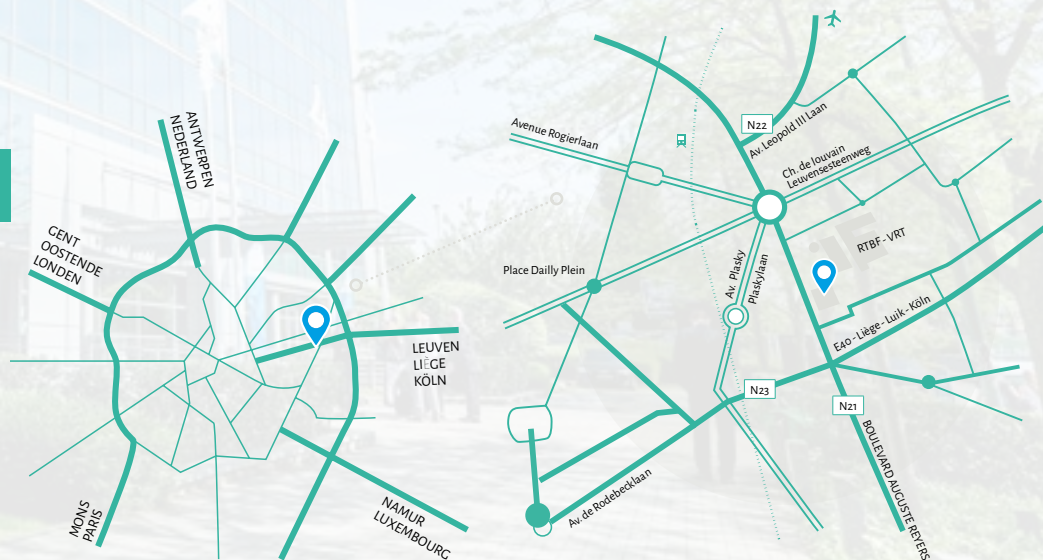 ANTWERPEN
NEDERLAND
GENT
OOSTENDE
LONDEN
LEUVEN
LIEGE
KÖLN
NAMUR
LUXEMBOURG
MONS
PARIS
Avenue Rogierlaan
N22
Av. Leopold III Laan
Ch. de louvain
Leuvensesteenweg
RTBF - VRT
Place Dailly Plein
Av. Plasky
Plaskylaan
E40 - Liège - Luik - Köln
N23
N21
Av. de Rodebecklaan
BOULEVARD AUGUSTE REYERS